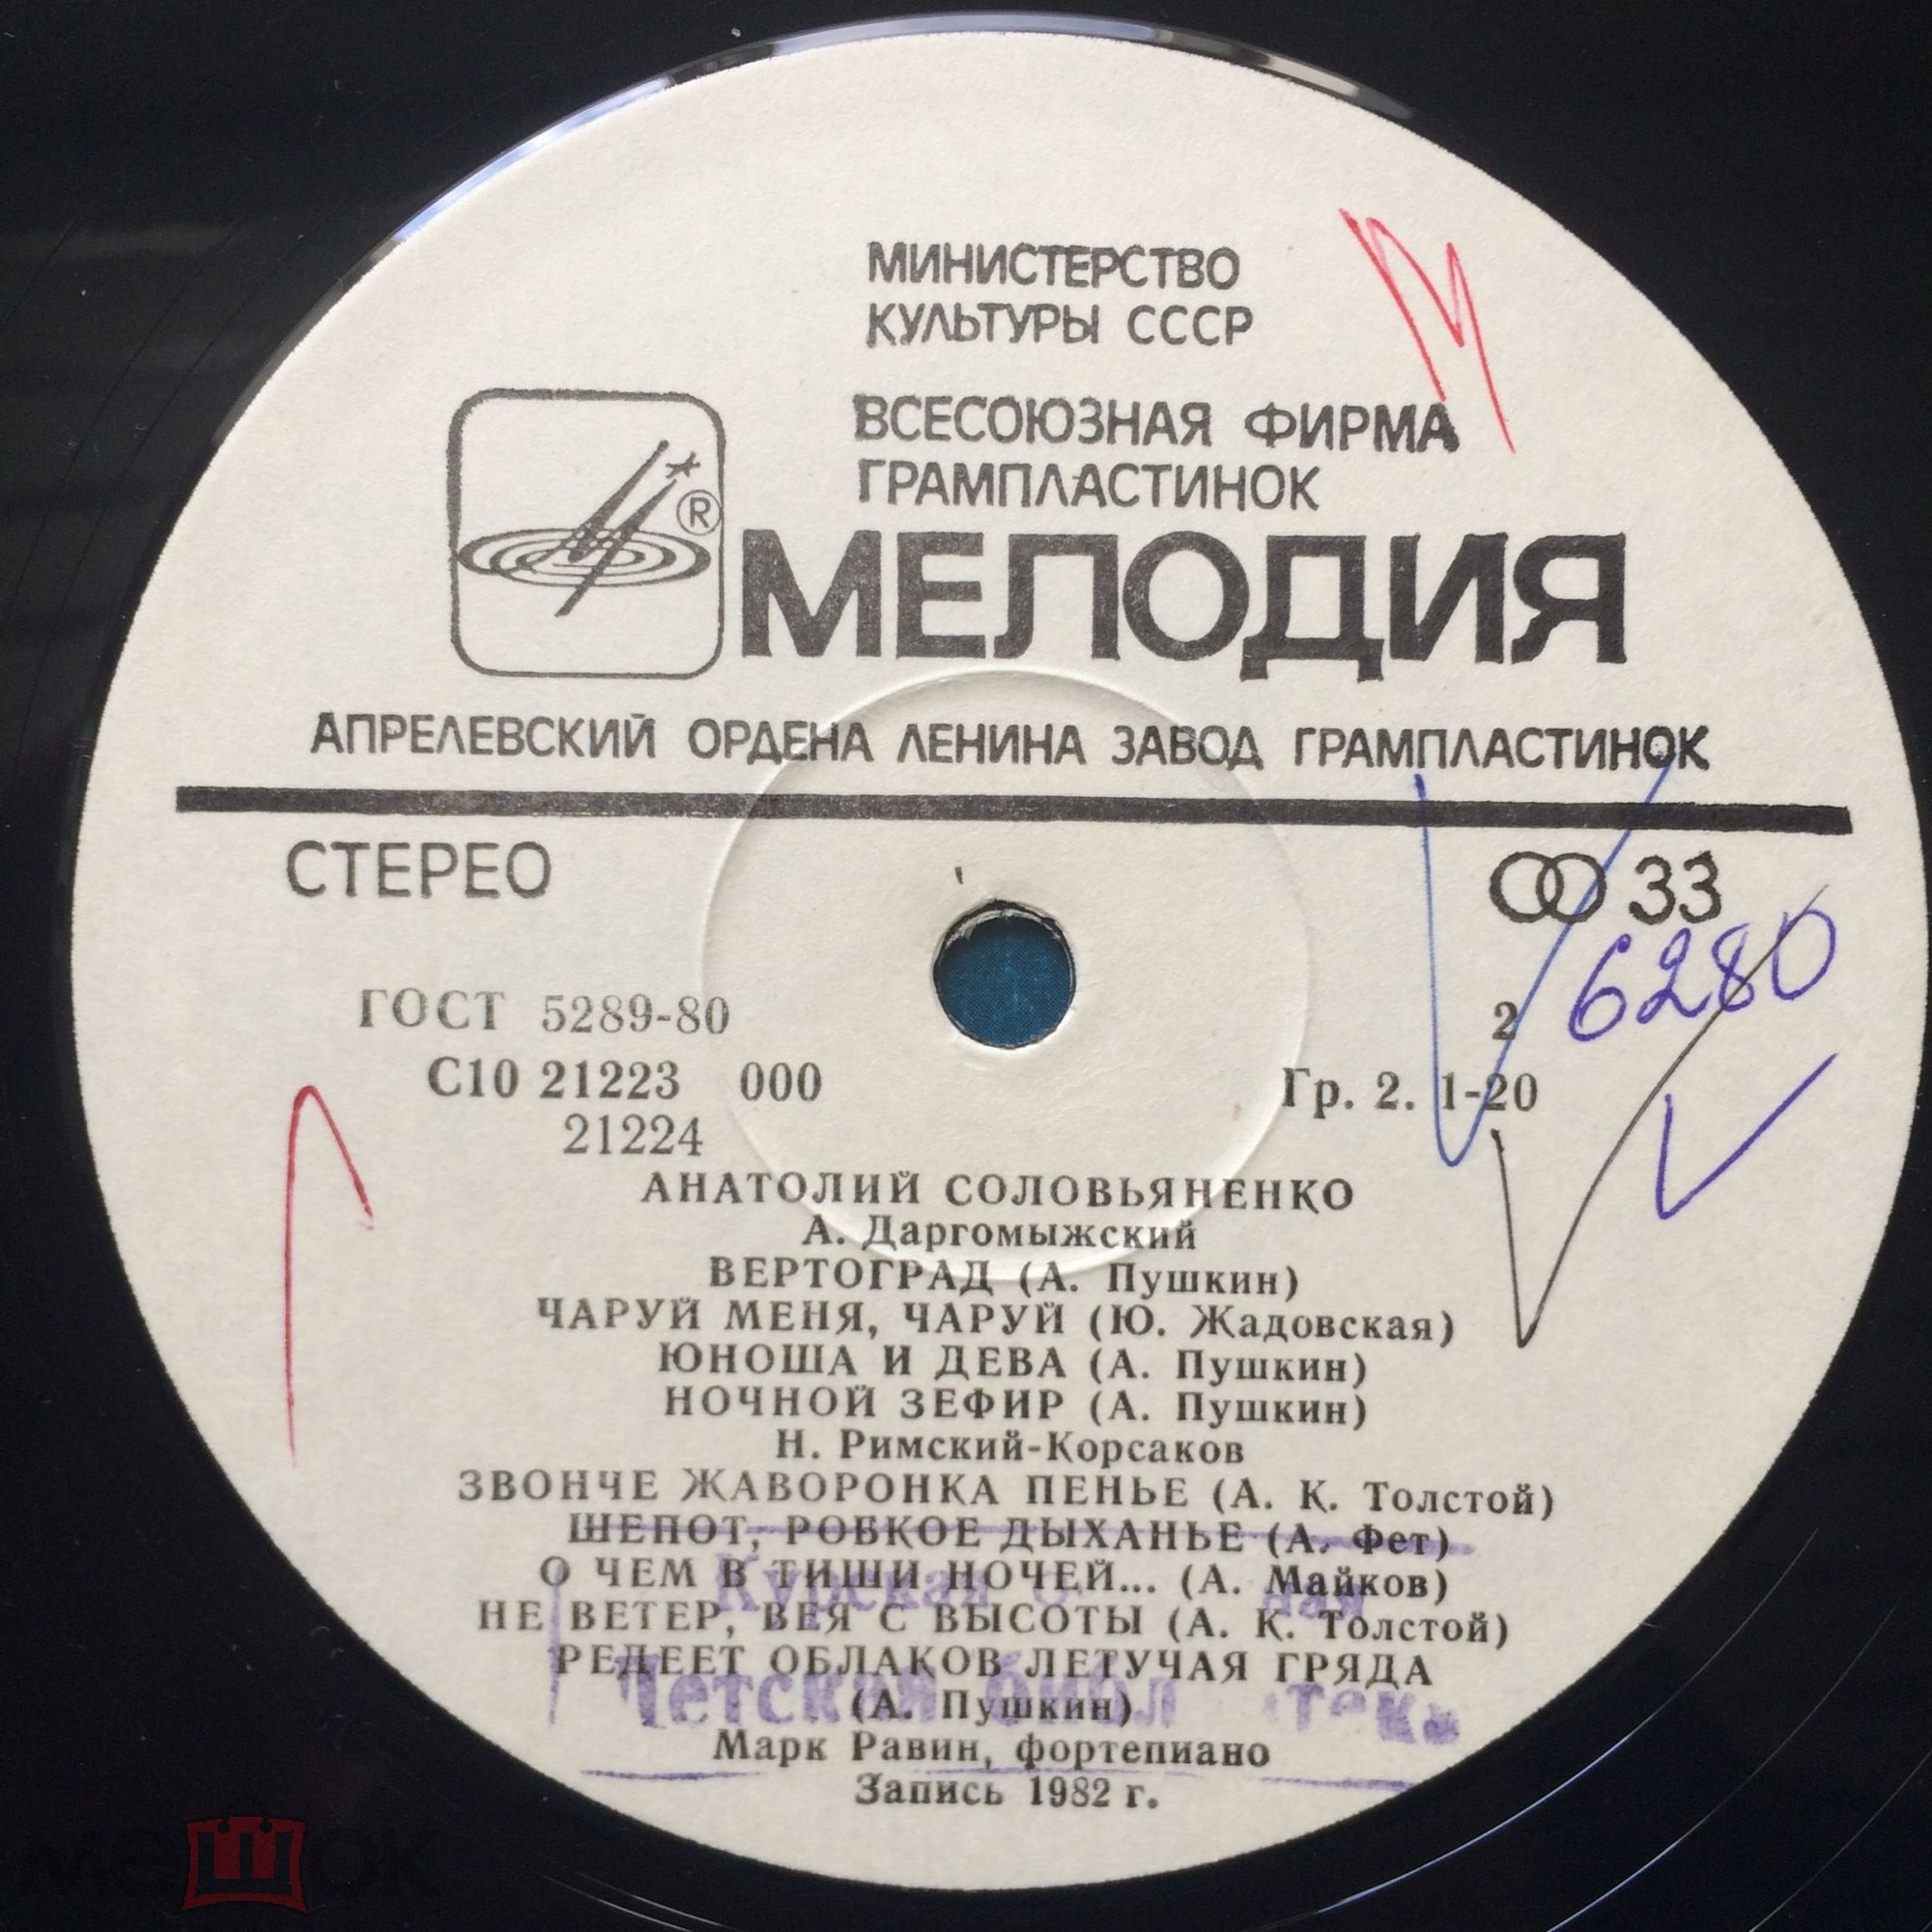 МИНИСТЕРСТВО
КУЛЬТУРЫ СССР
ВСЕСОЮЗНАЯ ФИРМА
ГРАМПЛАСТИНОК
®
МЕЛОДИЯ
АПРЕЛЕВСКИЙ ОРДЕНА ЛЕНИНА ЗАВОД ГРАМПЛАСТИНОК
СТЕРЕО
33
6280
ГОСТ 5289-80
2
С10 21223 000
Гр. 2. 1-20
21224
АНАТОЛИЙ СОЛОВЬЯНЕНКО
А. Даргомыжский
ВЕРТОГРАД (А. Пушкин)
ЧАРУЙ МЕНЯ, ЧАРУЙ (Ю. Жадовская)
ЮНОША И ДЕВА (А. Пушкин)
НОЧНОЙ ЗЕФИР (А. Пушкин)
Н. Римский-Корсаков
ЗВОНЧЕ ЖАВОРОНКА ПЕНЬЕ (А. К. Толстой)
ШЕПОТ, РОБКОЕ ДЫХАНЬЕ (А. Фет)
О ЧЕМ В ТИШИ НОЧЕЙ... (А. Майков)
НЕ ВЕТЕР, ВЕЯ С ВЫСОТЫ (А. К. Толстой)
РЕДЕЕТ ОБЛАКОВ ЛЕТУЧАЯ ГРЯДА
(А. Пушкин)
Марк Равин, фортепиано
Запись 1982 г.
мешок